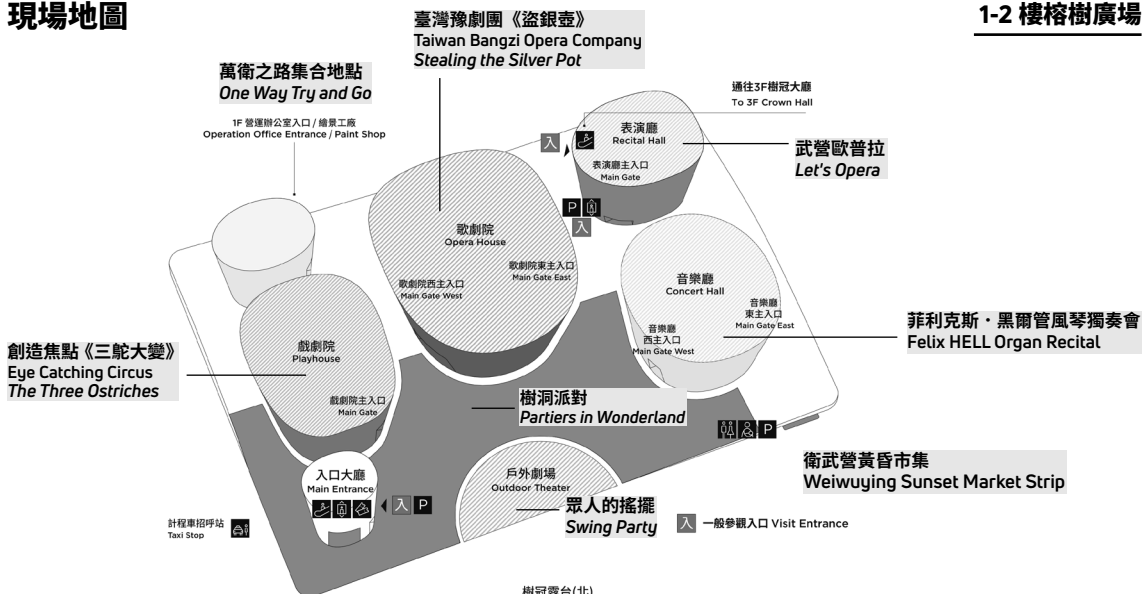 現場地圖
1-2 樓榕樹廣場
臺灣豫劇團《盜銀壺》
Taiwan Bangzi Opera Company
Stealing the Silver Pot
萬衛之路集合地點
One Way Try and Go
1F 營運辦公室入口 / 繪景工廠
Operation Office Entrance / Paint Shop
通往3F樹冠大廳
To 3F Crown Hall
入
表演廳
Recital Hall
表演廳主入口
Main Gate
武營歐普拉
Let's Opera
P
入
歌劇院
Opera House
歌劇院東主入口
Main Gate East
歌劇院西主入口
Main Gate West
音樂廳
Concert Hall
音樂廳
東主入口
Main Gate East
音樂廳
西主入口
Main Gate West
菲利克斯・黑爾管風琴獨奏會
Felix HELL Organ Recital
創造焦點《三鴕大變》
Eye Catching Circus
The Three Ostriches
戲劇院
Playhouse
戲劇院主入口
Main Gate
樹洞派對
Partiers in Wonderland
P
衛武營黃昏市集
Weiwuying Sunset Market Strip
入口大廳
Main Entrance
入 P
戶外劇場
Outdoor Theater
眾人的搖擺
Swing Party
入 一般參觀入口 Visit Entrance
計程車招呼站
Taxi Stop
樹冠露台(北)